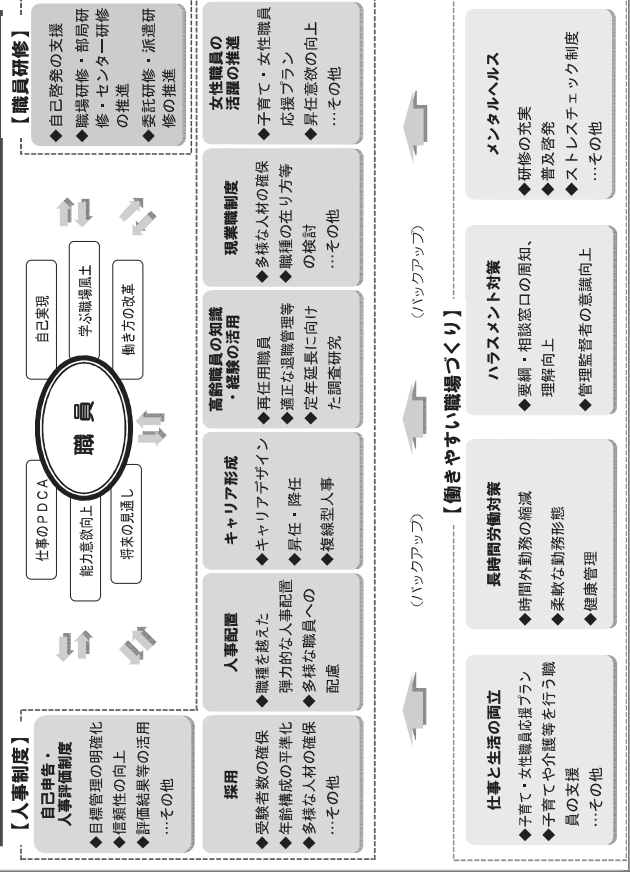 【人事制度】
自己申告・
人事評価制度
◆目標管理の明確化
◆信頼性の向上
◆評価結果等の活用
…その他
仕事のPDCA
能力意欲向上
将来の見通し
職 員
自己実現
学ぶ職場風土
働き方の改革
【職員研修】
◆自己啓発の支援
◆職場研修・部局研
修・センター研修
の推進
◆委託研修・派遣研
修の推進
採用
◆受験者数の確保
◆年齢構成の平準化
◆多様な人材の確保
…その他
人事配置
◆職種を越えた
弾力的な人事配置
◆多様な職員への
配慮
キャリア形成
◆キャリアデザイン
◆昇任・降任
◆複線型人事
高齢職員の知識
・経験の活用
◆再任用職員
◆適正な退職管理等
◆定年延長に向け
た調査研究
現業職制度
◆多様な人材の確保
◆職種の在り方等
の検討
…その他
女性職員の
活躍の推進
◆子育て・女性職員
応援プラン
◆昇任意欲の向上
…その他
（バックアップ）
（バックアップ）
【働きやすい職場づくり】
仕事と生活の両立
◆子育て・女性職員応援プラン
◆子育てや介護等を行う職
員の支援
…その他
長時間労働対策
◆時間外勤務の縮減
◆柔軟な勤務形態
◆健康管理
ハラスメント対策
◆要綱・相談窓口の周知、
理解向上
◆管理監督者の意識向上
メンタルヘルス
◆研修の充実
◆普及啓発
◆ストレスチェック制度
…その他